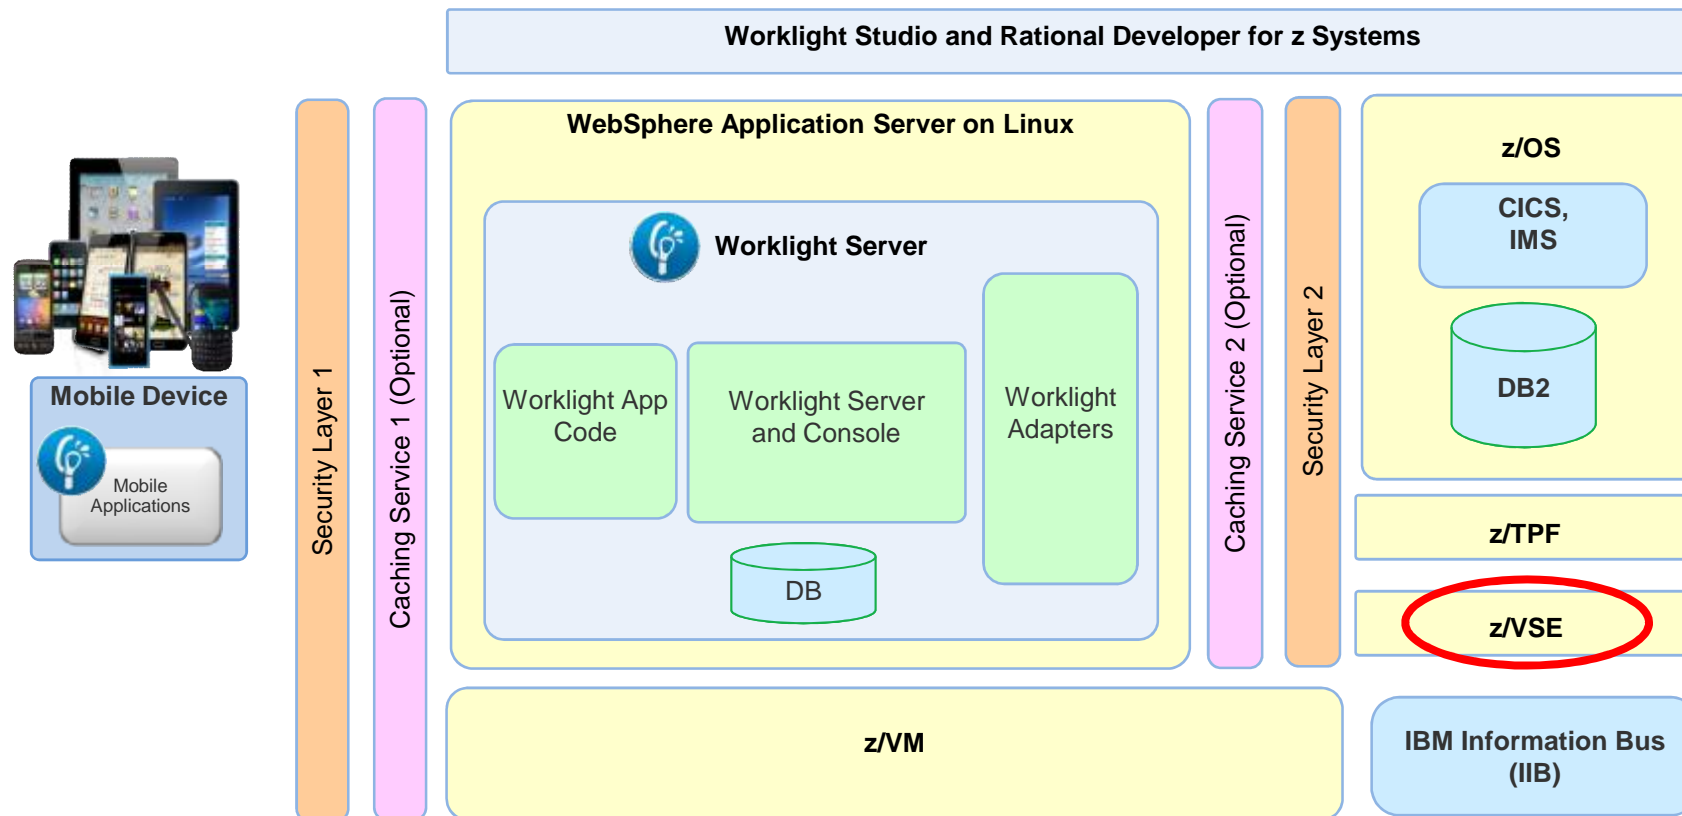 Worklight Studio and Rational Developer for z Systems
WebSphere Application Server on Linux
z/OS
CICS,
IMS
Worklight Server
DB2
Mobile Device
Mobile
Applications
Security Layer 1
Caching Service 1 (Optional)
Worklight App
Code
Worklight Server
and Console
Worklight
Adapters
DB
Caching Service 2 (Optional)
Security Layer 2
z/TPF
z/VSE
z/VM
IBM Information Bus
(IIB)